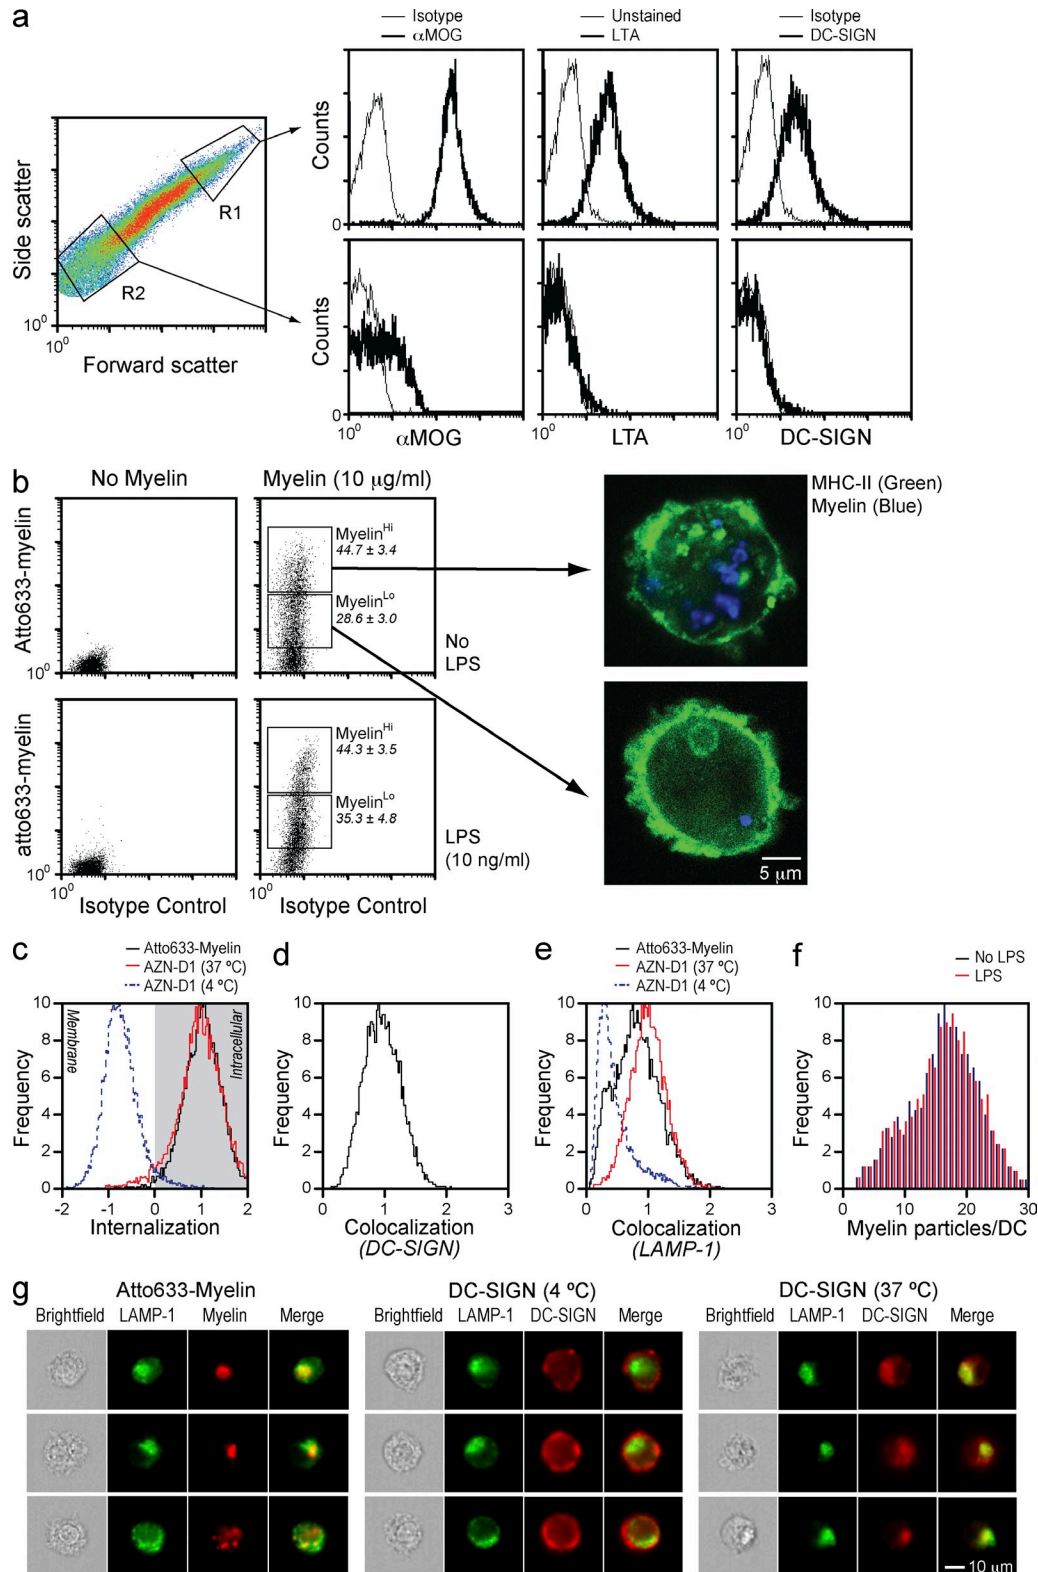 a
Isotype
αMOG
Unstained
LTA
Isotype
DC-SIGN
Side scatter
R1
R2
10⁰
10⁰
Forward scatter
Counts
0
Counts
0
10⁰
αMOG
10⁰
LTA
10⁰
DC-SIGN
b
No Myelin
Myelin (10 µg/ml)
Atto633-myelin
10⁰
10⁰
10⁰
Myelin^Hi
44.7 ± 3.4
Myelin^Lo
28.6 ± 3.0
No
LPS
MHC-II (Green)
Myelin (Blue)
atto633-myelin
10⁰
10⁰
Isotype Control
10⁰
Isotype Control
Myelin^Hi
44.3 ± 3.5
Myelin^Lo
35.3 ± 4.8
LPS
(10 ng/ml)
5 µm
c
Atto633-Myelin
AZN-D1 (37 ºC)
AZN-D1 (4 ºC)
Frequency
10
8
6
4
2
0
Membrane
Intracellular
-2 -1 0 1 2
Internalization
d
Frequency
10
8
6
4
2
0
0 1 2 3
Colocalization
(DC-SIGN)
e
Atto633-Myelin
AZN-D1 (37 ºC)
AZN-D1 (4 ºC)
Frequency
10
8
6
4
2
0
0 1 2 3
Colocalization
(LAMP-1)
f
No LPS
LPS
Frequency
10
8
6
4
2
0
0 10 20 30
Myelin particles/DC
g
Atto633-Myelin
Brightfield LAMP-1 Myelin Merge
DC-SIGN (4 ºC)
Brightfield LAMP-1 DC-SIGN Merge
DC-SIGN (37 ºC)
Brightfield LAMP-1 DC-SIGN Merge
10 µm